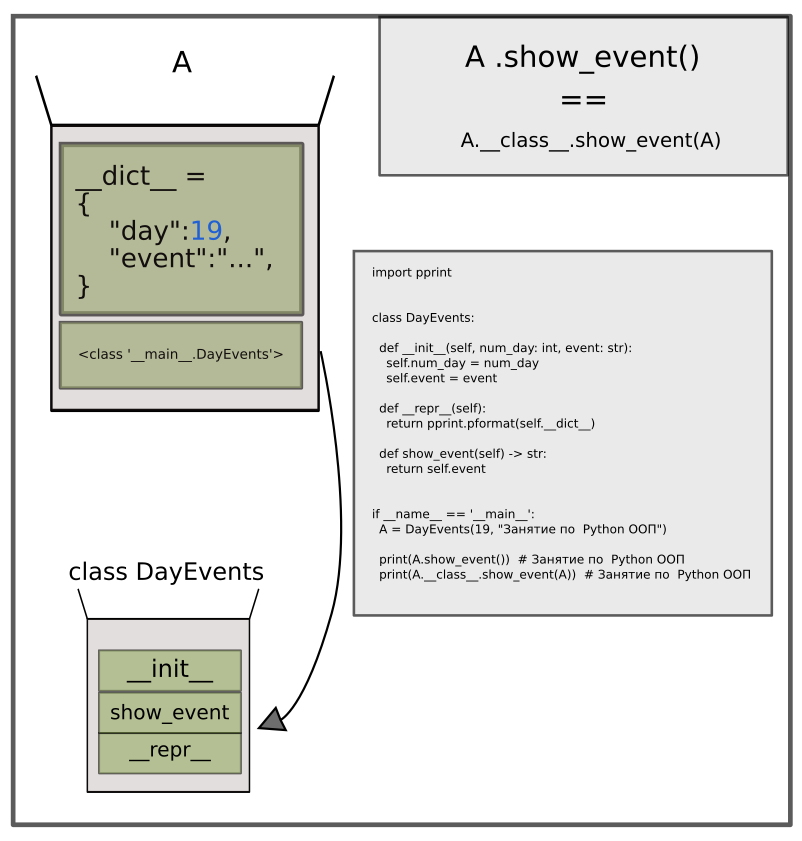 A
A .show_event()
==
A.__class__.show_event(A)
__dict__ =
{
"day":19,
"event":"...",
}
<class '__main__.DayEvents'>
import pprint
class DayEvents:
def __init__(self, num_day: int, event: str):
self.num_day = num_day
self.event = event
def __repr__(self):
return pprint.pformat(self.__dict__)
def show_event(self) -> str:
return self.event
if __name__ == '__main__':
A = DayEvents(19, "Занятие по  Python ООП")
print(A.show_event())  # Занятие по  Python ООП
print(A.__class__.show_event(A))  # Занятие по  Python ООП
class DayEvents
__init__
show_event
__repr__